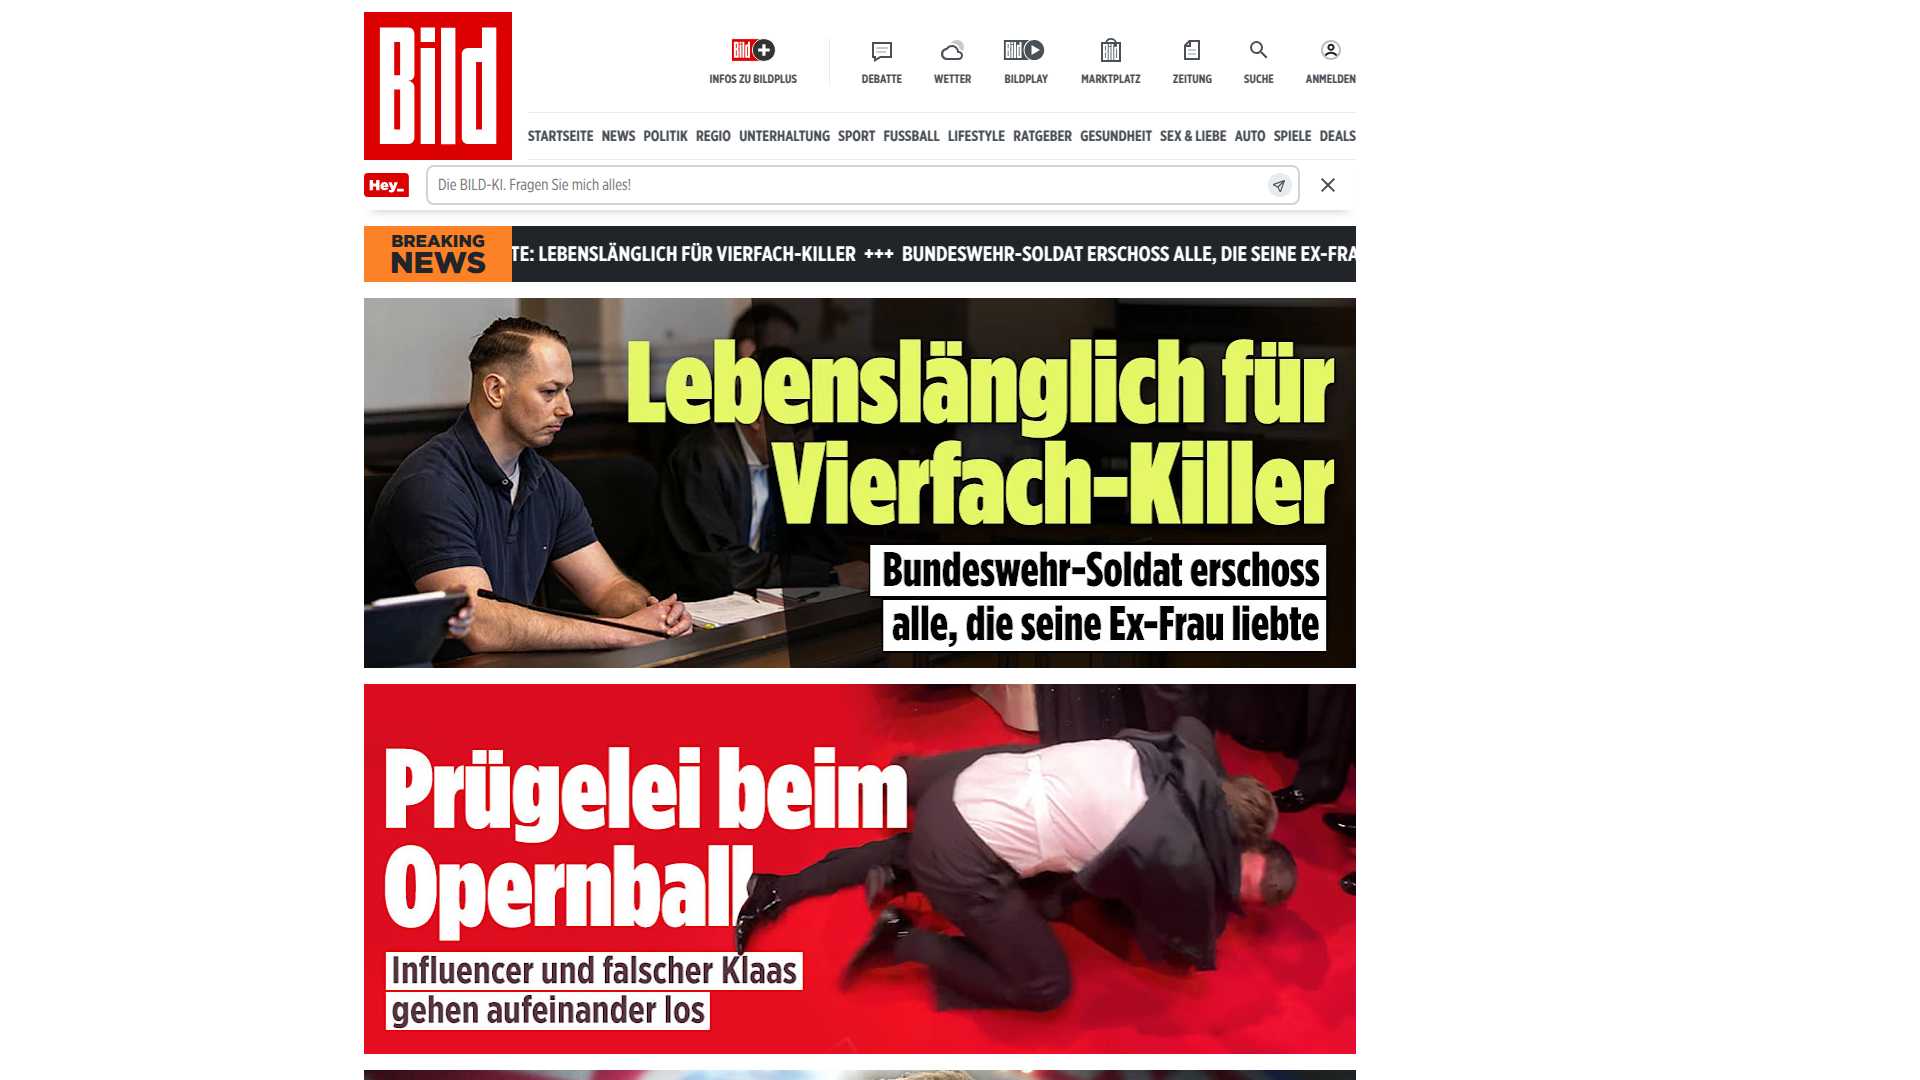 Bild
Bild
INFOS ZU BILDPLUS
DEBATTE
WETTER
Bild
BILDPLAY
Bild
MARKTPLATZ
ZEITUNG
SUCHE
ANMELDEN
STARTSEITE NEWS POLITIK REGIO UNTERHALTUNG SPORT FUSSBALL LIFESTYLE RATGEBER GESUNDHEIT SEX & LIEBE AUTO SPIELE DEALS
Hey_
Die BILD-KI. Fragen Sie mich alles!
BREAKING
NEWS
TE: LEBENSLÄNGLICH FÜR VIERFACH-KILLER +++ BUNDESWEHR-SOLDAT ERSCHOSS ALLE, DIE SEINE EX-FRA
Lebenslänglich für
Vierfach-Killer
Bundeswehr-Soldat erschoss
alle, die seine Ex-Frau liebte
Prügelei beim
Opernball
Influencer und falscher Klaas
gehen aufeinander los